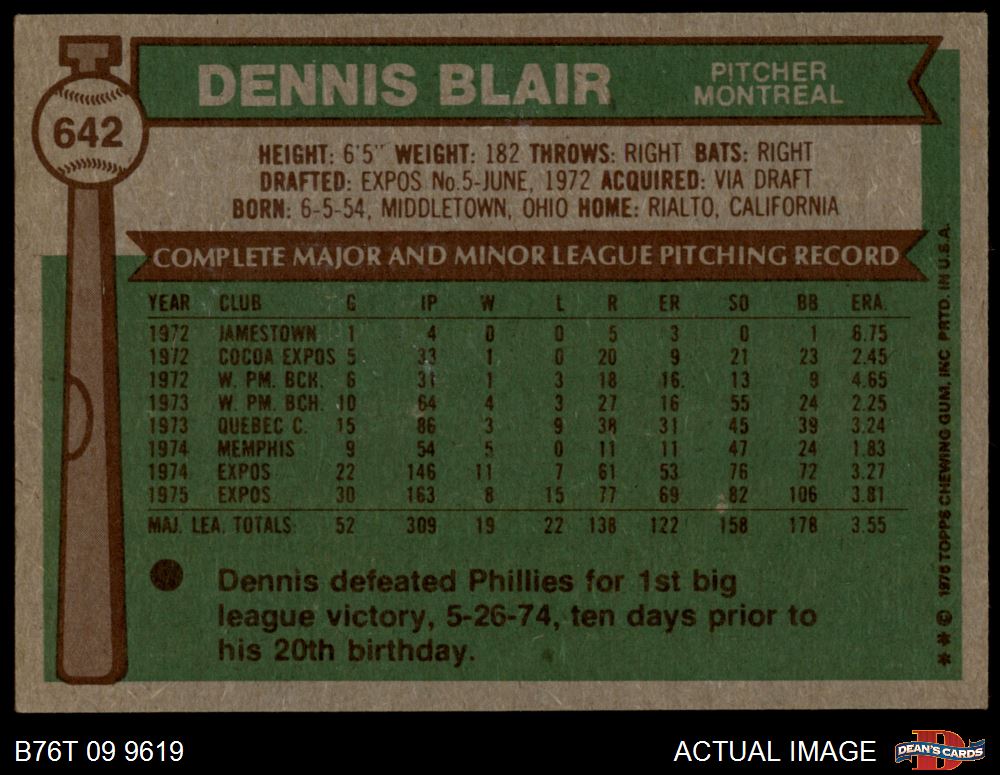 DENNIS BLAIR
PITCHER
MONTREAL
642
HEIGHT: 6'5" WEIGHT: 182 THROWS: RIGHT BATS: RIGHT
DRAFTED: EXPOS No.5-JUNE, 1972 ACQUIRED: VIA DRAFT
BORN: 6-5-54, MIDDLETOWN, OHIO HOME: RIALTO, CALIFORNIA
COMPLETE MAJOR AND MINOR LEAGUE PITCHING RECORD
YEAR CLUB G IP W L R ER SO BB ERA.
1972 JAMESTOWN 1 4 0 0 5 3 0 1 6.75
1972 COCOA EXPOS 5 33 1 0 20 9 21 23 2.45
1972 W. PM. BCH. 6 31 1 3 18 16. 13 9 4.65
1973 W. PM. BCH. 10 64 4 3 27 16 55 24 2.25
1973 QUEBEC C. 15 86 3 9 38 31 45 39 3.24
1974 MEMPHIS 9 54 5 0 11 11 47 24 1.83
1974 EXPOS 22 146 11 7 61 53 76 72 3.27
1975 EXPOS 30 163 8 15 77 69 82 106 3.81
MAJ. LEA. TOTALS 52 309 19 22 138 122 158 178 3.55
Dennis defeated Phillies for 1st big
league victory, 5-26-74, ten days prior to
his 20th birthday.
* * © 1976 TOPPS CHEWING GUM, INC PRTD. IN U.S.A.
B76T 09 9619
ACTUAL IMAGE
D
DEAN'S CARDS